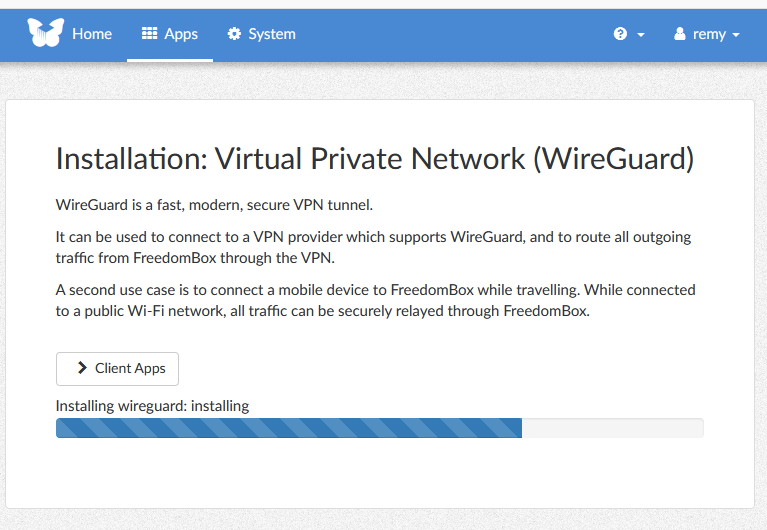 Home Apps System remy
Installation: Virtual Private Network (WireGuard)
WireGuard is a fast, modern, secure VPN tunnel.
It can be used to connect to a VPN provider which supports WireGuard, and to route all outgoing
traffic from FreedomBox through the VPN.
A second use case is to connect a mobile device to FreedomBox while travelling. While connected
to a public Wi-Fi network, all traffic can be securely relayed through FreedomBox.
Client Apps
Installing wireguard: installing